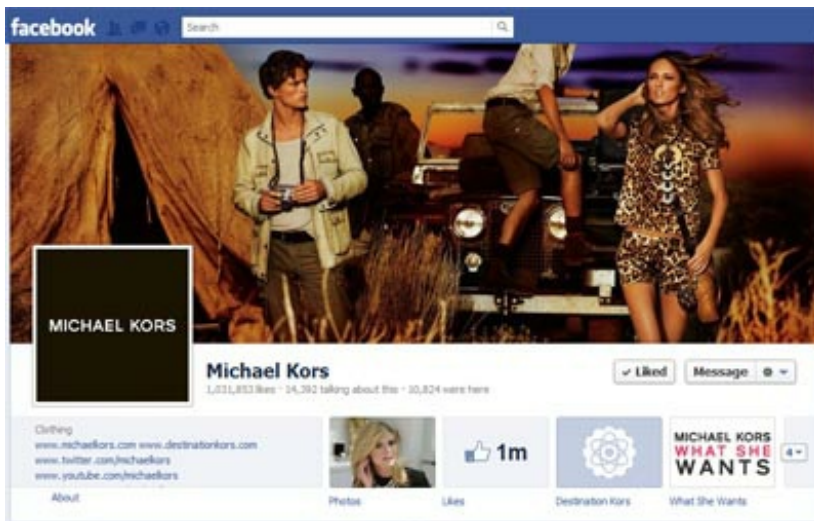 facebook
Search
MICHAEL KORS
Michael Kors
1,031,853 likes · 14,392 talking about this · 10,824 were here
Liked
Message
Clothing
www.michaelkors.com www.destinationkors.com
www.twitter.com/michaelkors
www.youtube.com/michaelkors
About
Photos
1m
Likes
Destination Kors
MICHAEL KORS
WHAT SHE
WANTS
What She Wants
4